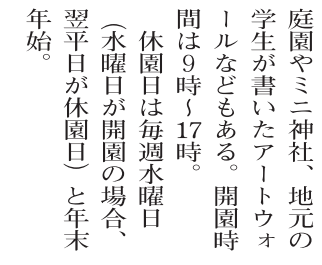 庭園やミニ神社、地元の
学生が書いたアートウォ
ールなどもある。開園時
間は９時〜17時。
　休園日は毎週水曜日
（水曜日が開園の場合、
翌平日が休園日）と年末
年始。